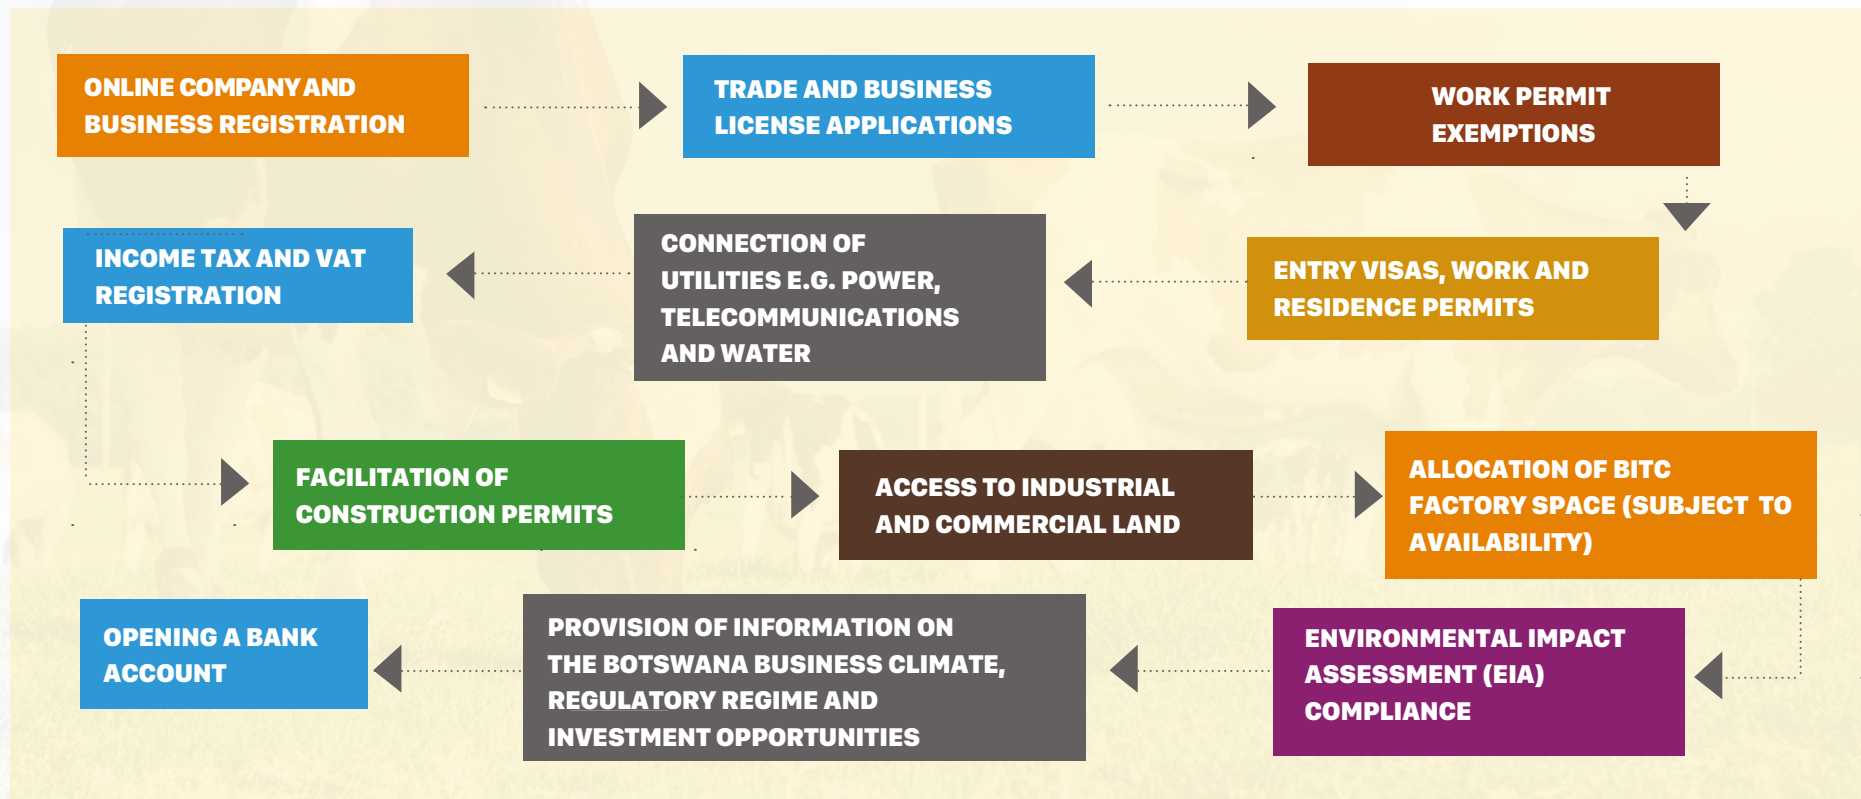 ONLINE COMPANY AND
BUSINESS REGISTRATION
TRADE AND BUSINESS
LICENSE APPLICATIONS
WORK PERMIT
EXEMPTIONS
ENTRY VISAS, WORK AND
RESIDENCE PERMITS
CONNECTION OF
UTILITIES E.G. POWER,
TELECOMMUNICATIONS
AND WATER
INCOME TAX AND VAT
REGISTRATION
FACILITATION OF
CONSTRUCTION PERMITS
ACCESS TO INDUSTRIAL
AND COMMERCIAL LAND
ALLOCATION OF BITC
FACTORY SPACE (SUBJECT TO
AVAILABILITY)
ENVIRONMENTAL IMPACT
ASSESSMENT (EIA)
COMPLIANCE
PROVISION OF INFORMATION ON
THE BOTSWANA BUSINESS CLIMATE,
REGULATORY REGIME AND
INVESTMENT OPPORTUNITIES
OPENING A BANK
ACCOUNT